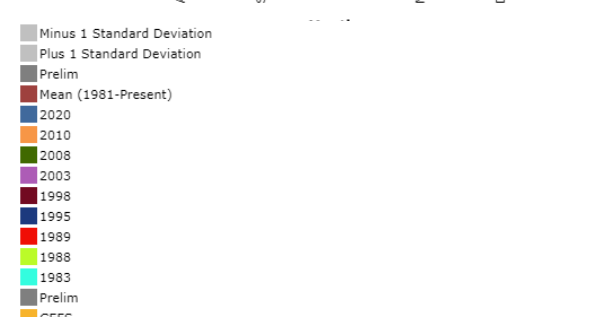 Minus 1 Standard Deviation
Plus 1 Standard Deviation
Prelim
Mean (1981-Present)
2020
2010
2008
2003
1998
1995
1989
1988
1983
Prelim